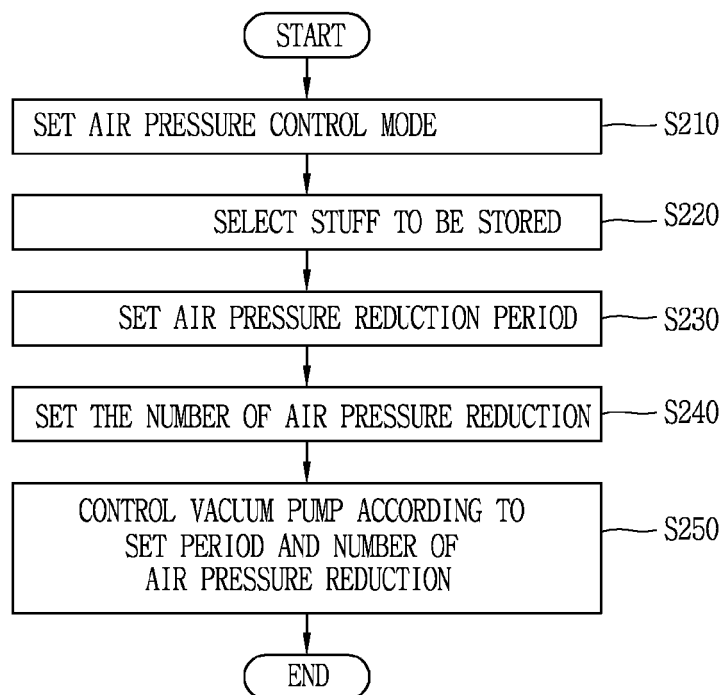 START
SET AIR PRESSURE CONTROL MODE
S210
SELECT STUFF TO BE STORED
S220
SET AIR PRESSURE REDUCTION PERIOD
S230
SET THE NUMBER OF AIR PRESSURE REDUCTION
S240
CONTROL VACUUM PUMP ACCORDING TO
SET PERIOD AND NUMBER OF
AIR PRESSURE REDUCTION
S250
END